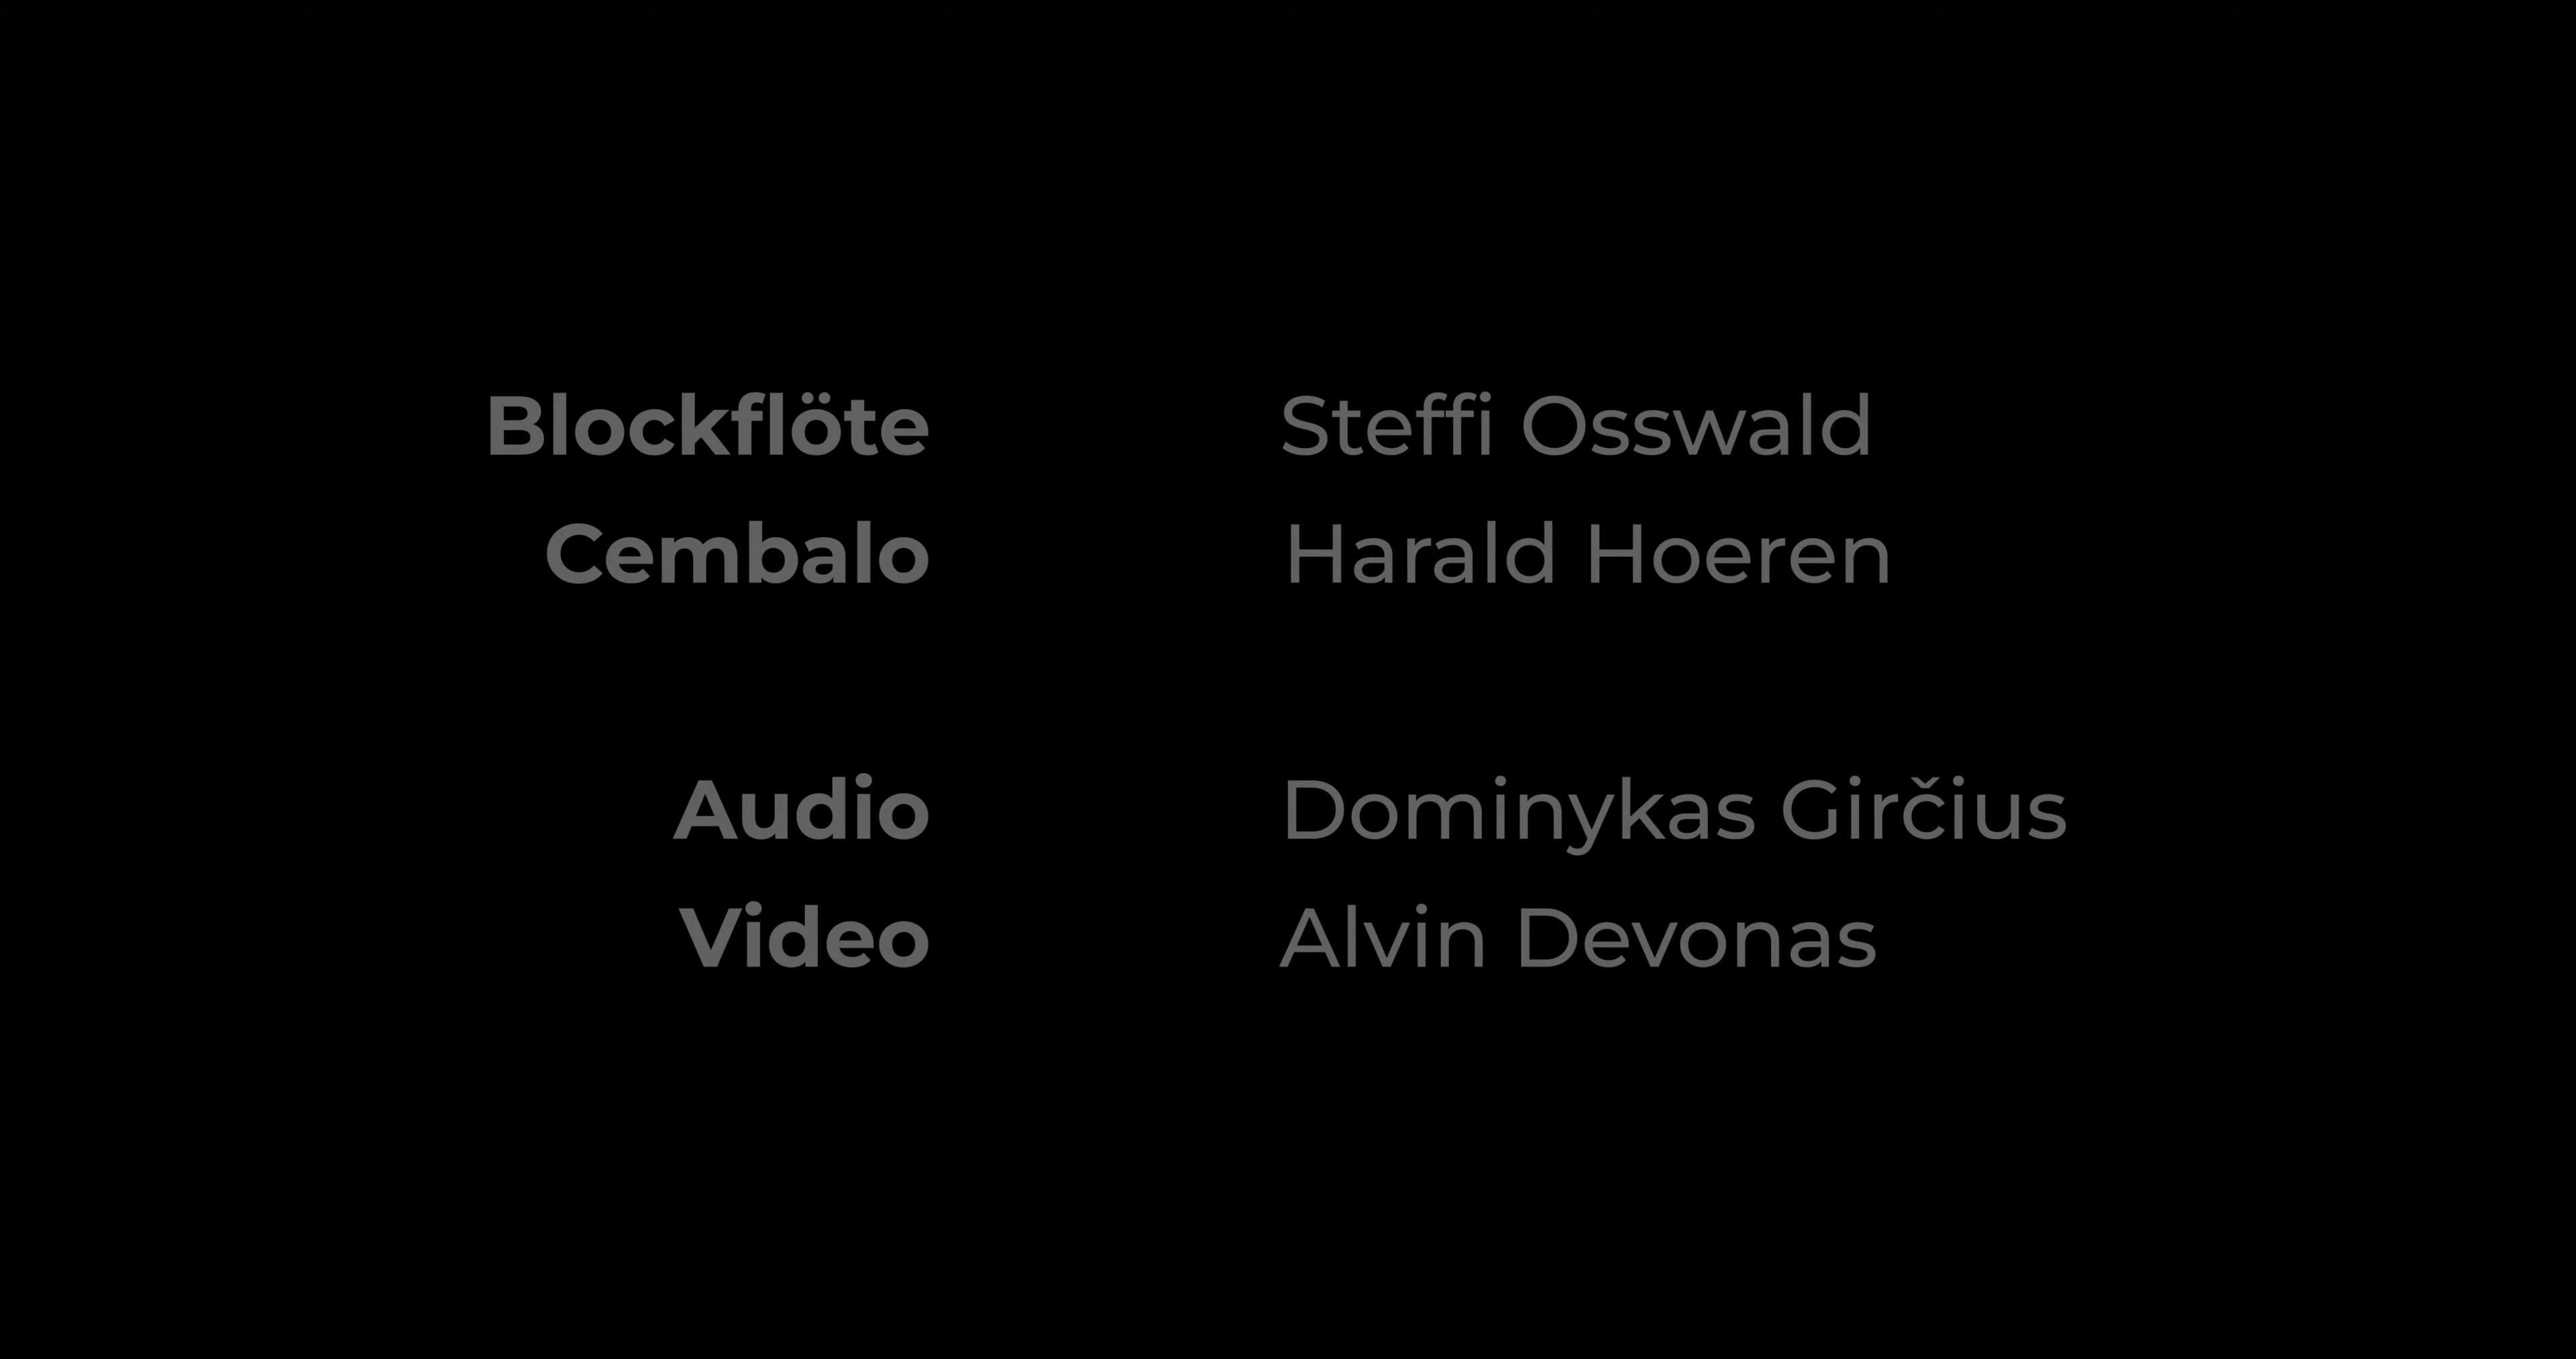 Blockflöte Steffi Osswald
Cembalo Harald Hoeren
Audio Dominykas Girčius
Video Alvin Devonas